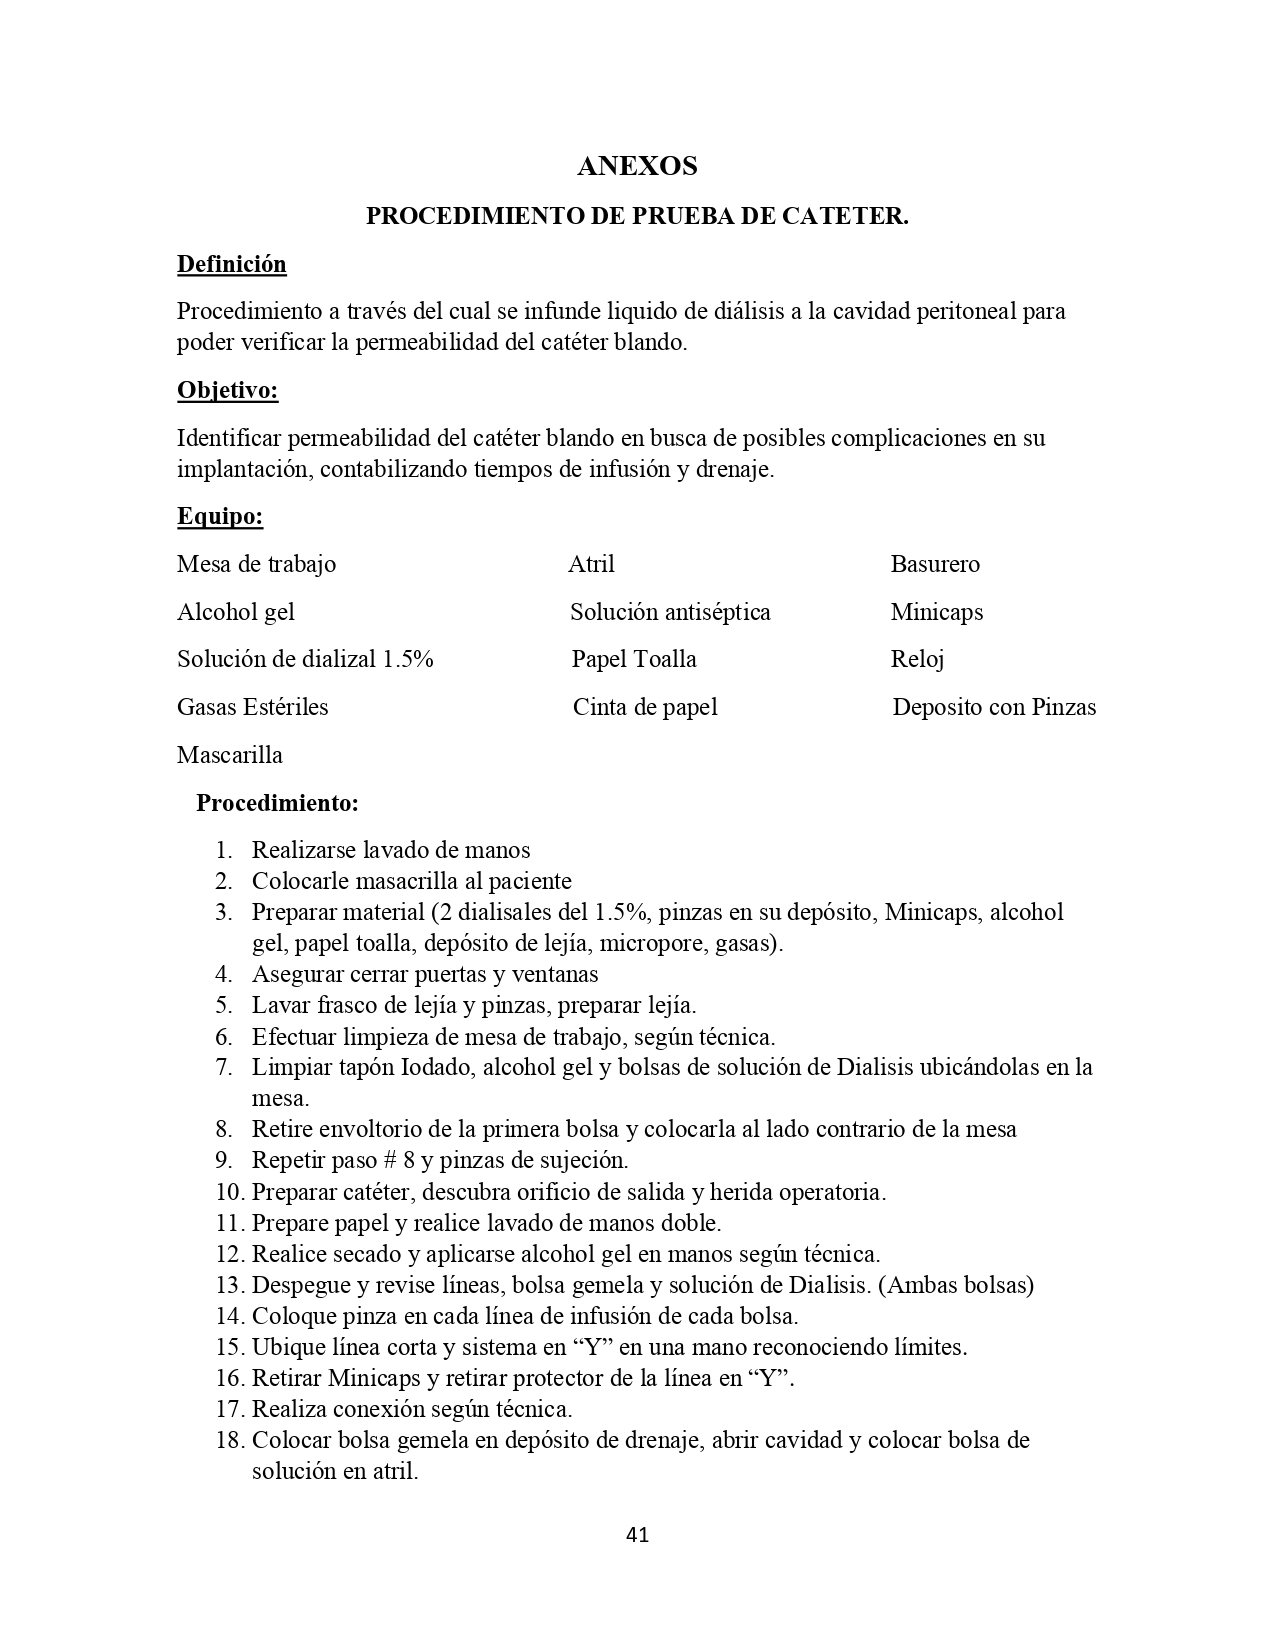 ANEXOS
PROCEDIMIENTO DE PRUEBA DE CATETER.
Definición
Procedimiento a través del cual se infunde liquido de diálisis a la cavidad peritoneal para
poder verificar la permeabilidad del catéter blando.
Objetivo:
Identificar permeabilidad del catéter blando en busca de posibles complicaciones en su
implantación, contabilizando tiempos de infusión y drenaje.
Equipo:
Mesa de trabajo Atril Basurero
Alcohol gel Solución antiséptica Minicaps
Solución de dializal 1.5% Papel Toalla Reloj
Gasas Estériles Cinta de papel Deposito con Pinzas
Mascarilla
Procedimiento:
1. Realizarse lavado de manos
2. Colocarle masacrilla al paciente
3. Preparar material (2 dialisales del 1.5%, pinzas en su depósito, Minicaps, alcohol
gel, papel toalla, depósito de lejía, micropore, gasas).
4. Asegurar cerrar puertas y ventanas
5. Lavar frasco de lejía y pinzas, preparar lejía.
6. Efectuar limpieza de mesa de trabajo, según técnica.
7. Limpiar tapón Iodado, alcohol gel y bolsas de solución de Dialisis ubicándolas en la
mesa.
8. Retire envoltorio de la primera bolsa y colocarla al lado contrario de la mesa
9. Repetir paso # 8 y pinzas de sujeción.
10. Preparar catéter, descubra orificio de salida y herida operatoria.
11. Prepare papel y realice lavado de manos doble.
12. Realice secado y aplicarse alcohol gel en manos según técnica.
13. Despegue y revise líneas, bolsa gemela y solución de Dialisis. (Ambas bolsas)
14. Coloque pinza en cada línea de infusión de cada bolsa.
15. Ubique línea corta y sistema en “Y” en una mano reconociendo límites.
16. Retirar Minicaps y retirar protector de la línea en “Y”.
17. Realiza conexión según técnica.
18. Colocar bolsa gemela en depósito de drenaje, abrir cavidad y colocar bolsa de
solución en atril.
41